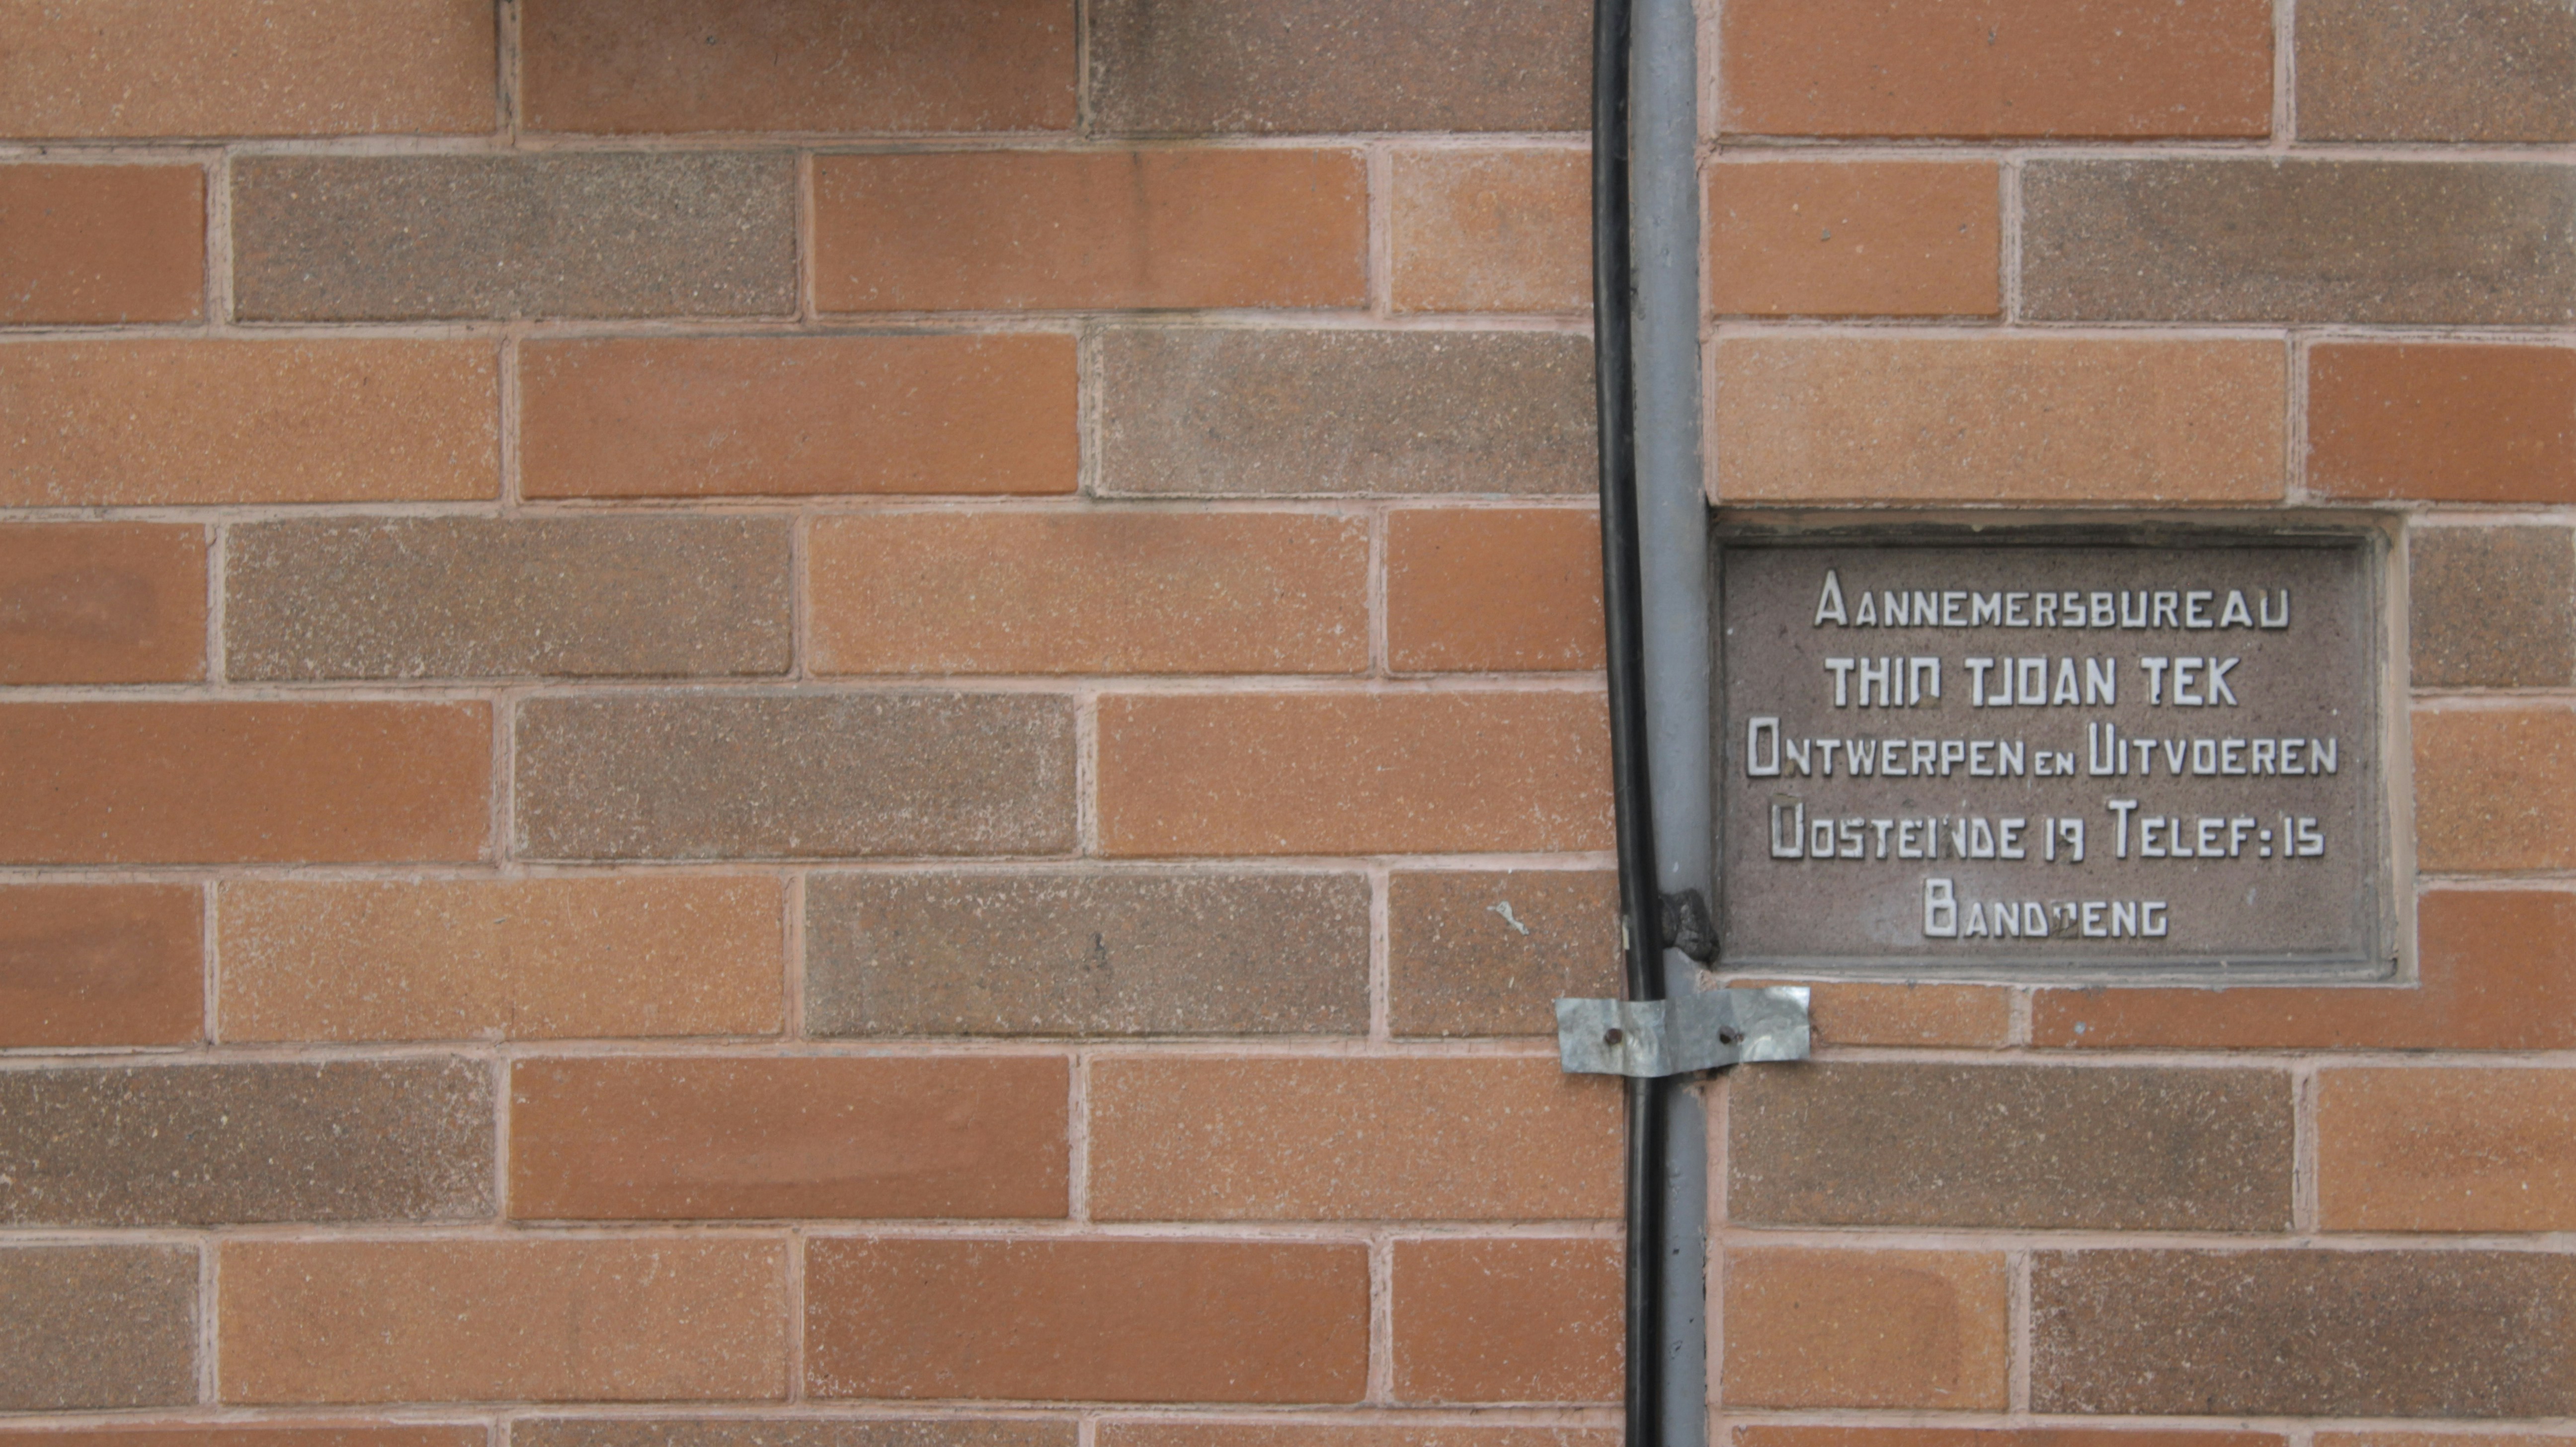 AANNEMERSBUREAU
THIO TJOAN TEK
ONTWERPEN EN UITVOEREN
OOSTEINDE 19 TELEF: 15
BANDOENG